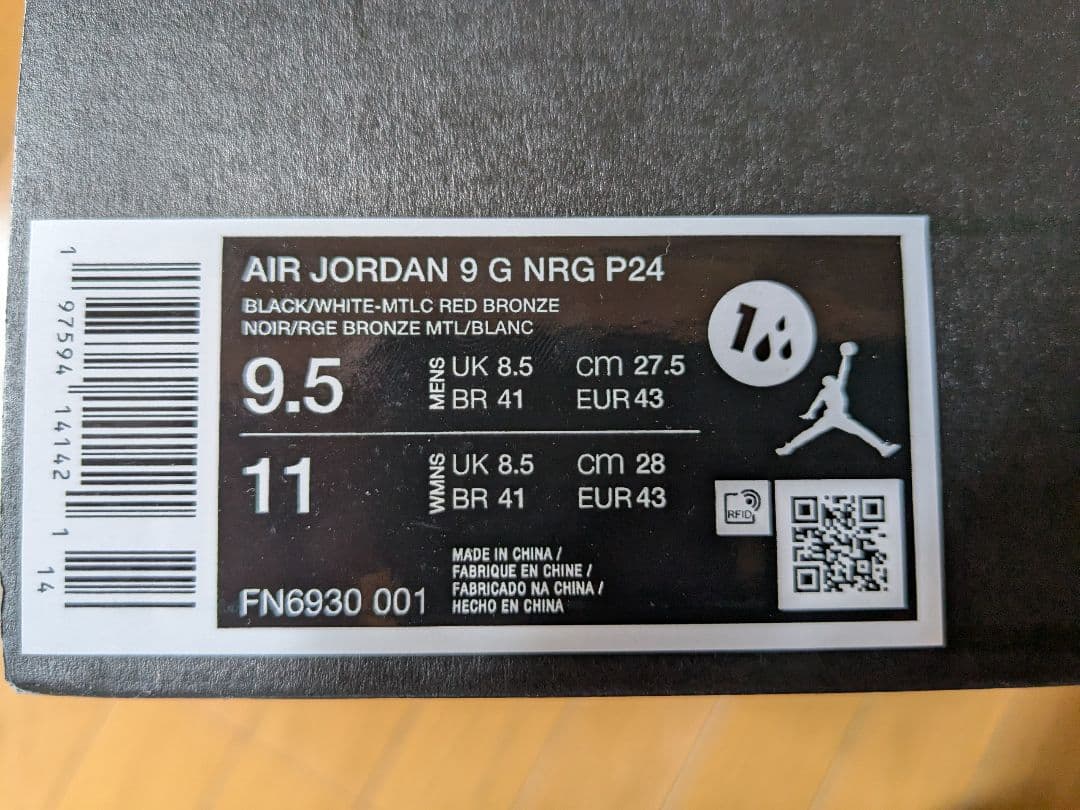 AIR JORDAN 9 G NRG P24
BLACK/WHITE-MTLC RED BRONZE
NOIR/RGE BRONZE MTL/BLANC
9.5
MENS
UK 8.5 cm 27.5
BR 41 EUR 43
11
WMNS
UK 8.5 cm 28
BR 41 EUR 43
MADE IN CHINA /
FABRIQUE EN CHINE /
FABRICADO NA CHINA /
HECHO EN CHINA
FN6930 001
1
RFID
1 97594 14142 1 14